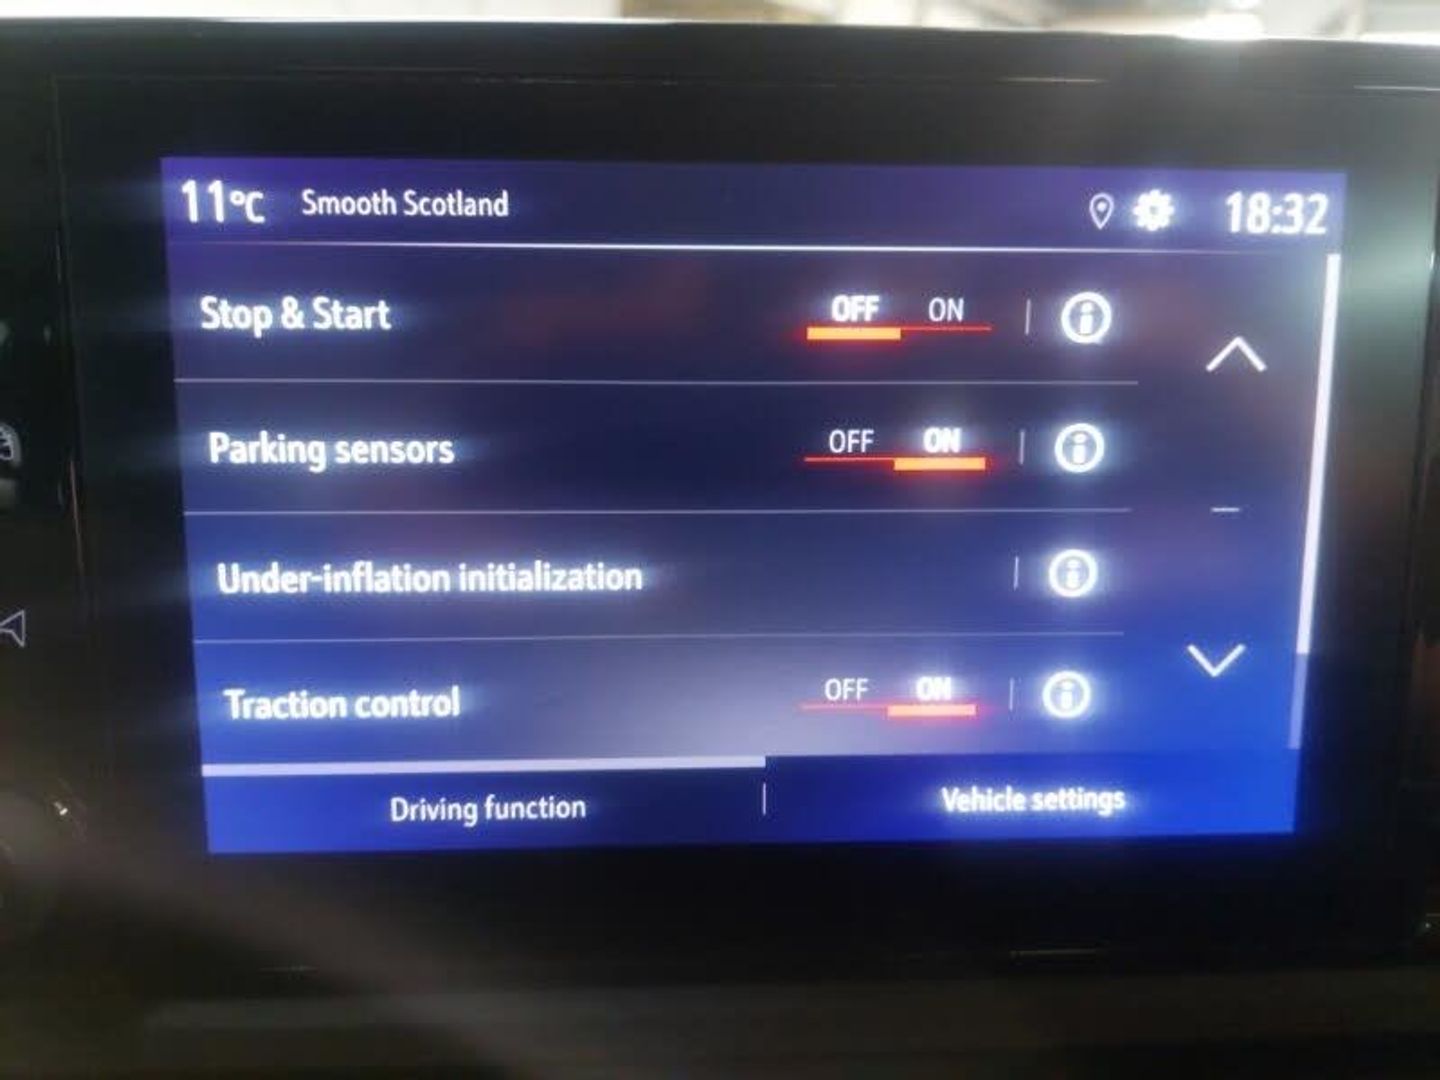 11°C Smooth Scotland 18:32
Stop & Start OFF ON
Parking sensors OFF ON
Under-inflation initialization
Traction control OFF ON
Driving function Vehicle settings